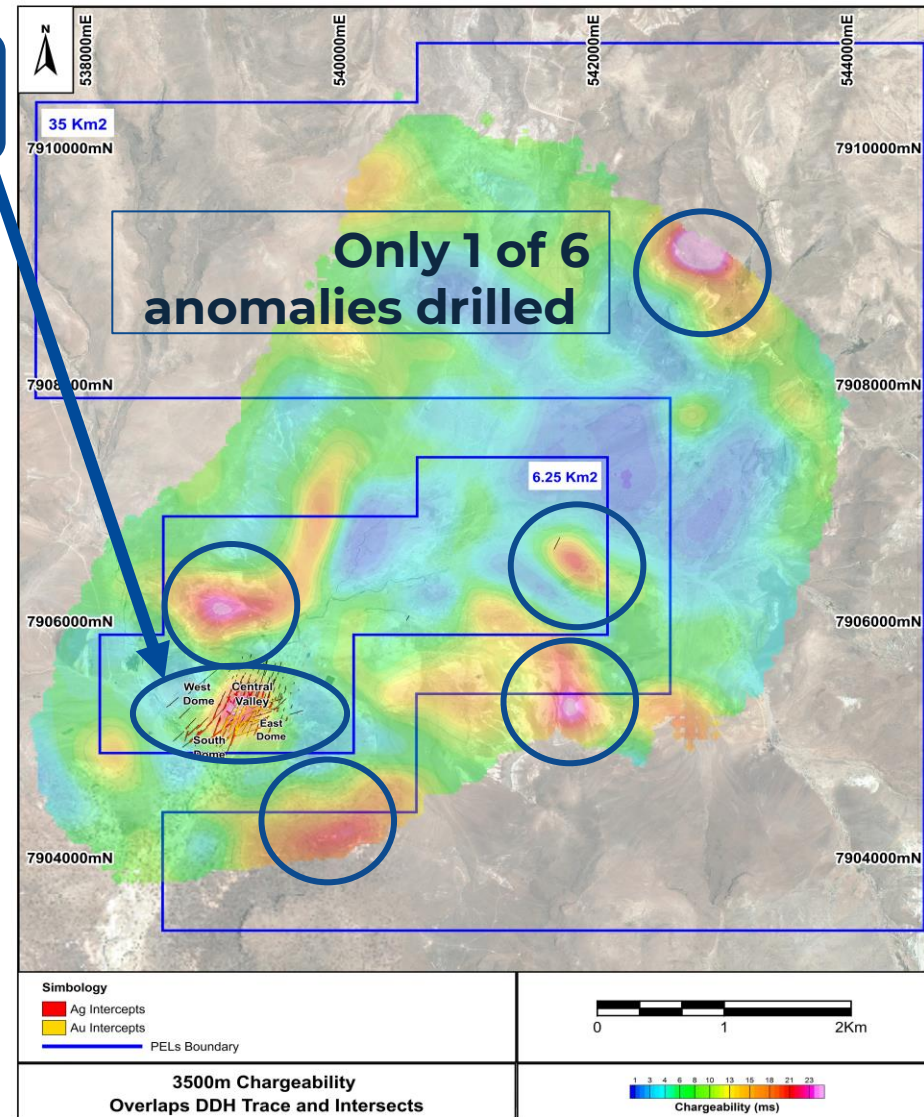 N
538000mE
540000mE
542000mE
544000mE
35 Km2
7910000mN
7910000mN
Only 1 of 6
anomalies drilled
7908000mN
7908000mN
6.25 Km2
7906000mN
7906000mN
West
Dome
Central
Valley
East
Dome
South
Dome
7904000mN
7904000mN
Simbology
Ag Intercepts
Au Intercepts
PELs Boundary
0 1 2Km
3500m Chargeability
Overlaps DDH Trace and Intersects
1 3 4 6 7 9 10 13 15 18 21 23
Chargeability (ms)